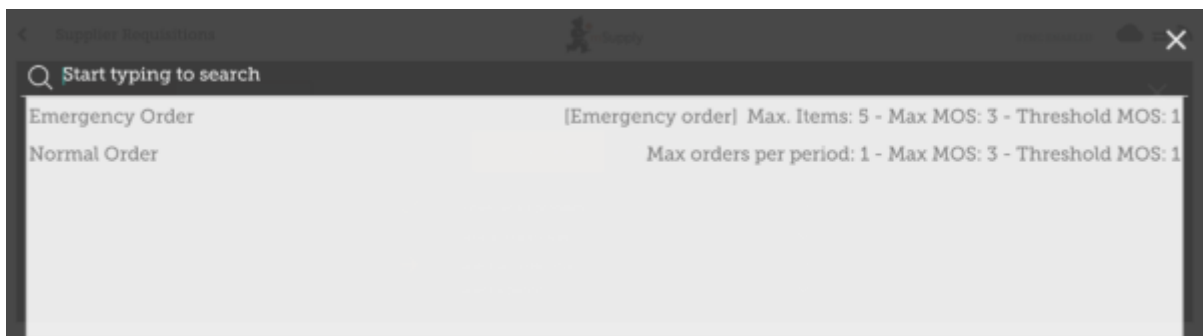 Supplier Requisitions
Supply
Start typing to search
Emergency Order [Emergency order] Max. Items: 5 - Max MOS: 3 - Threshold MOS: 1
Normal Order Max orders per period: 1 - Max MOS: 3 - Threshold MOS: 1